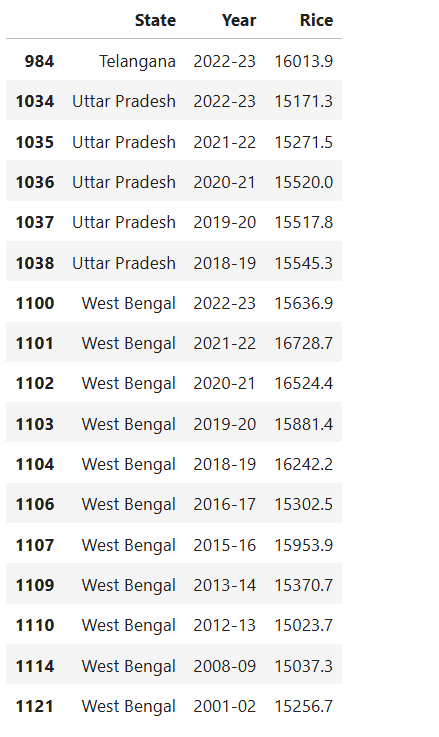 State Year Rice
984 Telangana 2022-23 16013.9
1034 Uttar Pradesh 2022-23 15171.3
1035 Uttar Pradesh 2021-22 15271.5
1036 Uttar Pradesh 2020-21 15520.0
1037 Uttar Pradesh 2019-20 15517.8
1038 Uttar Pradesh 2018-19 15545.3
1100 West Bengal 2022-23 15636.9
1101 West Bengal 2021-22 16728.7
1102 West Bengal 2020-21 16524.4
1103 West Bengal 2019-20 15881.4
1104 West Bengal 2018-19 16242.2
1106 West Bengal 2016-17 15302.5
1107 West Bengal 2015-16 15953.9
1109 West Bengal 2013-14 15370.7
1110 West Bengal 2012-13 15023.7
1114 West Bengal 2008-09 15037.3
1121 West Bengal 2001-02 15256.7